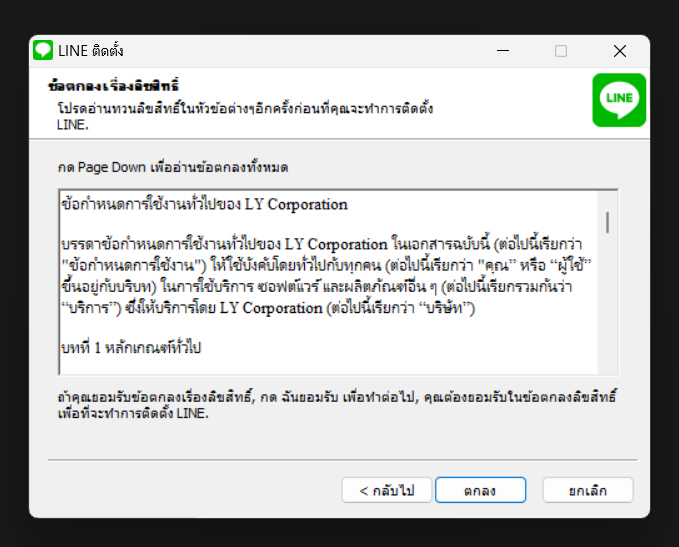 LINE ติดตั้ง
ข้อตกลงเรื่องลิขสิทธิ์
โปรดอ่านทวนลิขสิทธิ์ในหัวข้อต่างๆอีกครั้งก่อนที่คุณจะทำการติดตั้ง
LINE.
LINE
กด Page Down เพื่ออ่านข้อตกลงทั้งหมด
ข้อกำหนดการใช้งานทั่วไปของ LY Corporation
บรรดาข้อกำหนดการใช้งานทั่วไปของ LY Corporation ในเอกสารฉบับนี้ (ต่อไปนี้เรียกว่า
"ข้อกำหนดการใช้งาน") ให้ใช้บังคับโดยทั่วไปกับทุกคน (ต่อไปนี้เรียกว่า "คุณ” หรือ “ผู้ใช้”
ขึ้นอยู่กับบริบท) ในการใช้บริการ ซอฟต์แวร์ และผลิตภัณฑ์อื่น ๆ (ต่อไปนี้เรียกรวมกันว่า
“บริการ”) ซึ่งให้บริการโดย LY Corporation (ต่อไปนี้เรียกว่า “บริษัท”)
บทที่ 1 หลักเกณฑ์ทั่วไป
ถ้าคุณยอมรับข้อตกลงเรื่องลิขสิทธิ์, กด ฉันยอมรับ เพื่อทำต่อไป, คุณต้องยอมรับในข้อตกลงลิขสิทธิ์
เพื่อที่จะทำการติดตั้ง LINE.
< กลับไป
ตกลง
ยกเลิก